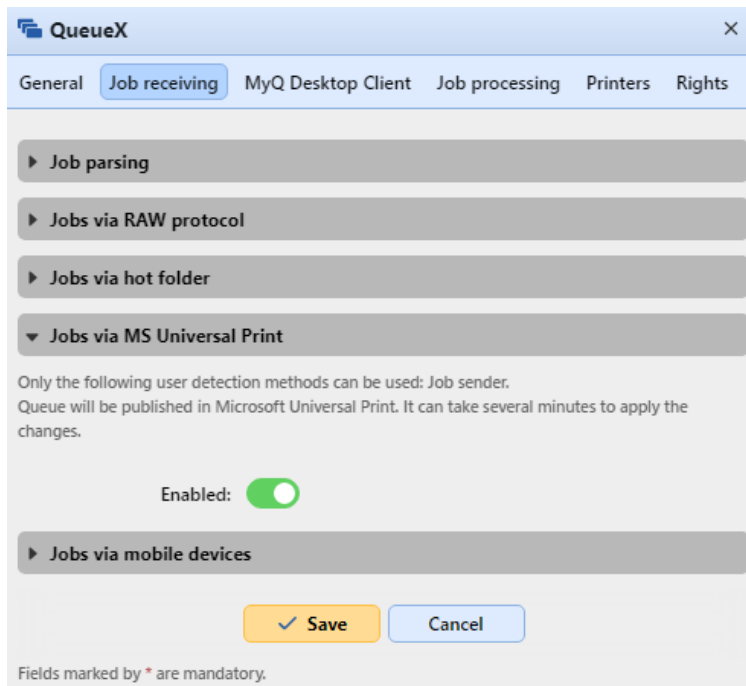 QueueX
General Job receiving MyQ Desktop Client Job processing Printers Rights
Job parsing
Jobs via RAW protocol
Jobs via hot folder
Jobs via MS Universal Print
Only the following user detection methods can be used: Job sender.
Queue will be published in Microsoft Universal Print. It can take several minutes to apply the
changes.
Enabled:
Jobs via mobile devices
Save Cancel
Fields marked by * are mandatory.